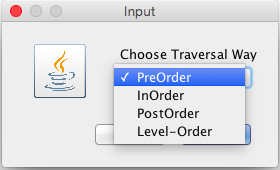 Input
Choose Traversal Way
✓ PreOrder
InOrder
PostOrder
Level-Order